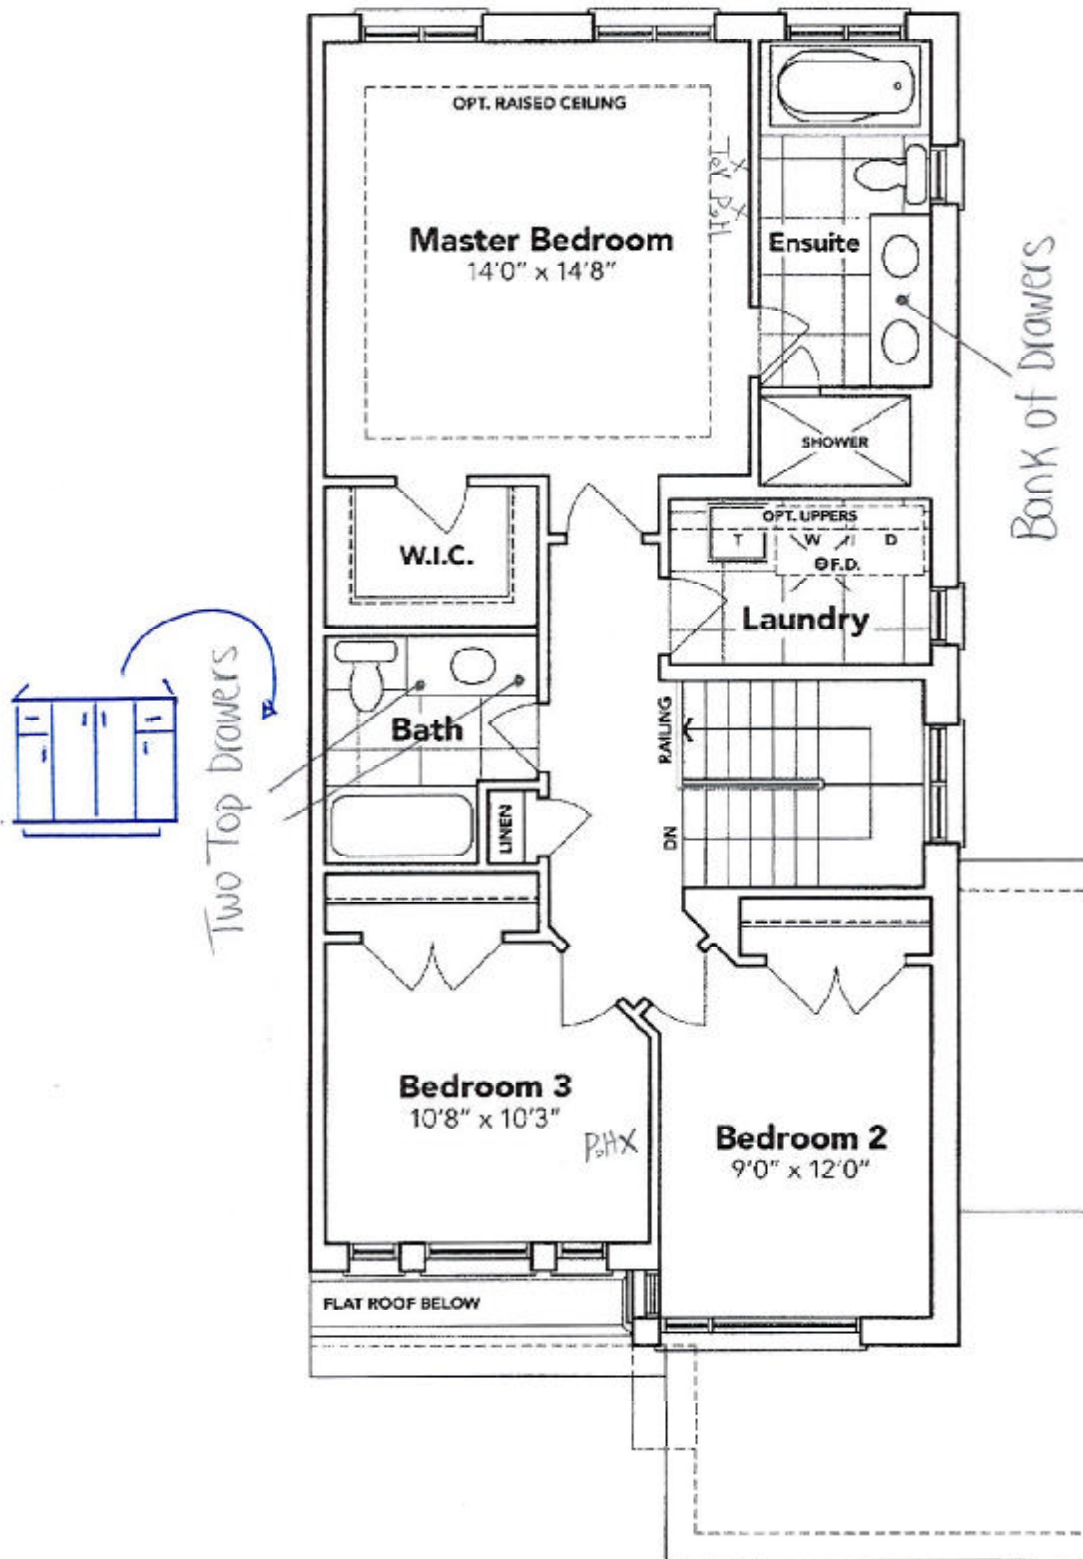 OPT. RAISED CEILING
Master Bedroom
14'0" x 14'8"
Ensuite
Bank of Drawers
SHOWER
W.I.C.
OPT. UPPERS
T W D
F.D.
Laundry
Two Top Drawers
Bath
LINEN
RAILING
DN
Bedroom 3
10'8" x 10'3"
Bedroom 2
9'0" x 12'0"
FLAT ROOF BELOW